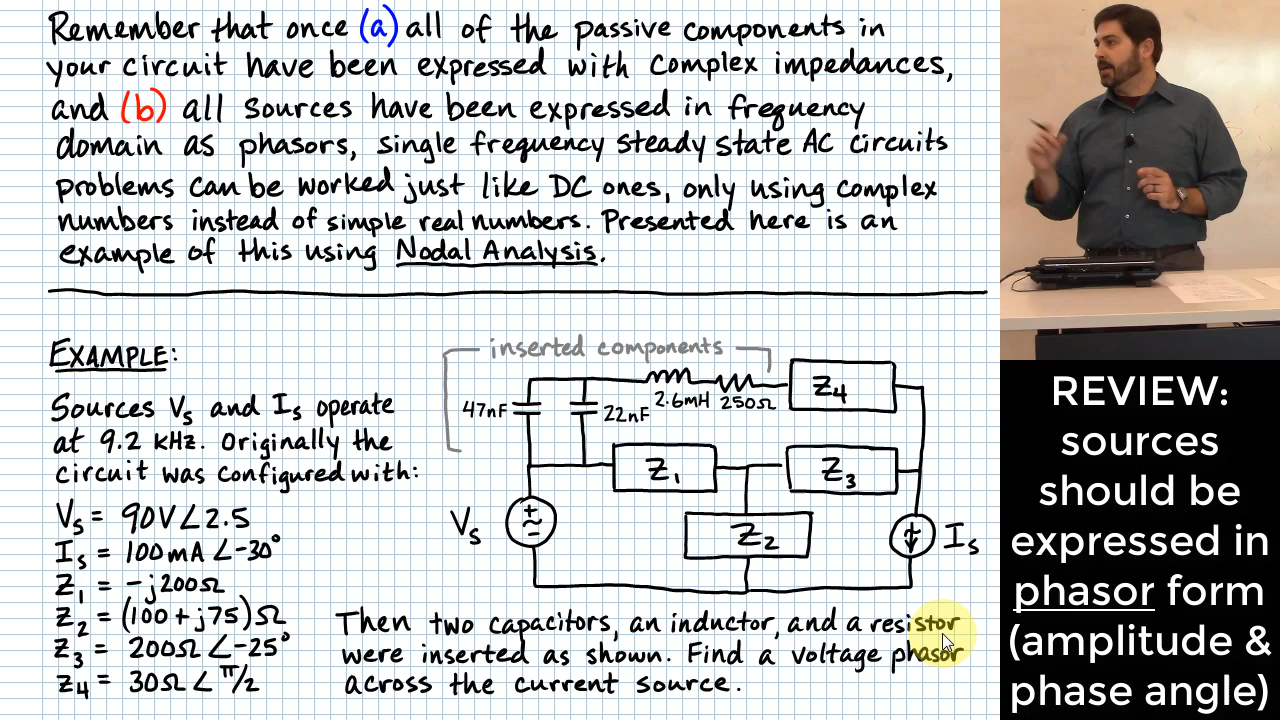 Remember that once (a) all of the passive components in
your circuit have been expressed with complex impedances,
and (b) all sources have been expressed in frequency
domain as phasors, single frequency steady state AC circuits
problems can be worked just like DC ones, only using complex
numbers instead of simple real numbers. Presented here is an
example of this using Nodal Analysis.
EXAMPLE:
Sources Vs and Is operate
at 9.2 kHz. Originally the
circuit was configured with:
Vs = 90V∠2.5
Is = 100mA∠-30°
Z1 = -j200Ω
Z2 = (100+j75)Ω
Z3 = 200Ω∠-25°
Z4 = 30Ω∠π/2
inserted components
47nF
22nF
2.6mH
250Ω
Z4
Z1
Z3
Vs
+
~
−
Z2
Is
Then two capacitors, an inductor, and a resistor
were inserted as shown. Find a voltage phasor
across the current source.
REVIEW:
sources
should be
expressed in
phasor form
(amplitude &
phase angle)